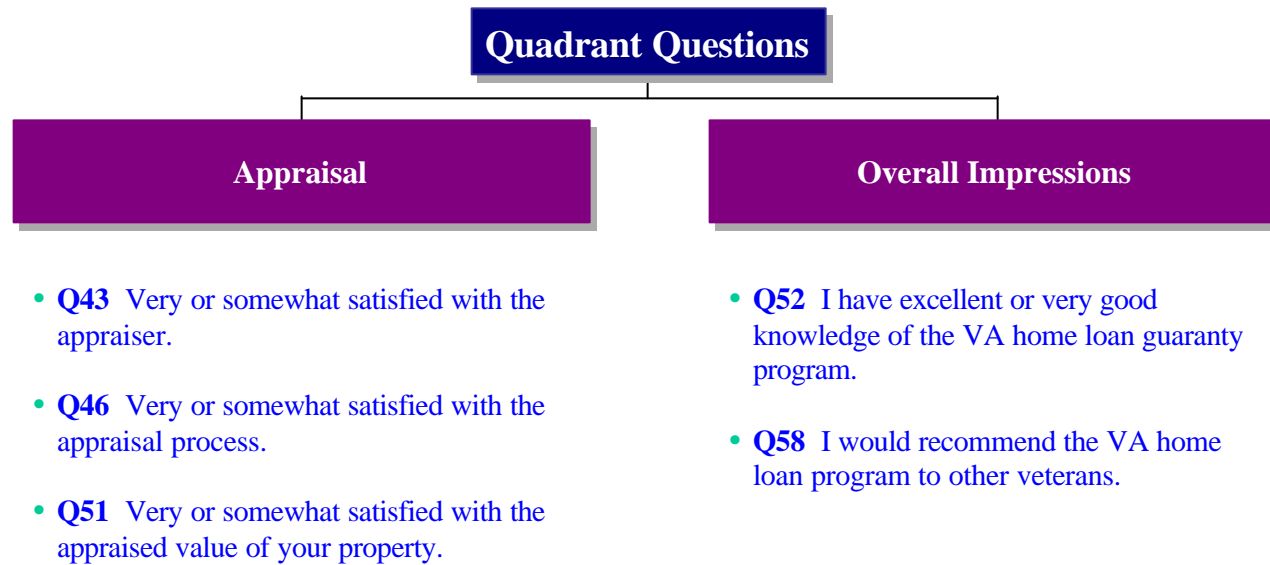 Quadrant Questions
Appraisal
• Q43 Very or somewhat satisfied with the
appraiser.
• Q46 Very or somewhat satisfied with the
appraisal process.
• Q51 Very or somewhat satisfied with the
appraised value of your property.
Overall Impressions
• Q52 I have excellent or very good
knowledge of the VA home loan guaranty
program.
• Q58 I would recommend the VA home
loan program to other veterans.